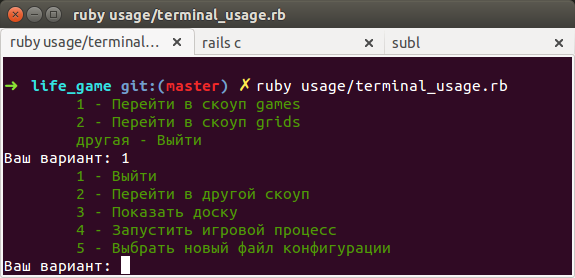 ruby usage/terminal_usage.rb
ruby usage/terminal... × rails c × subl ×
➜ life_game git:(master) ✗ ruby usage/terminal_usage.rb
1 - Перейти в скоуп games
2 - Перейти в скоуп grids
другая - Выйти
Ваш вариант: 1
1 - Выйти
2 - Перейти в другой скоуп
3 - Показать доску
4 - Запустить игровой процесс
5 - Выбрать новый файл конфигурации
Ваш вариант: